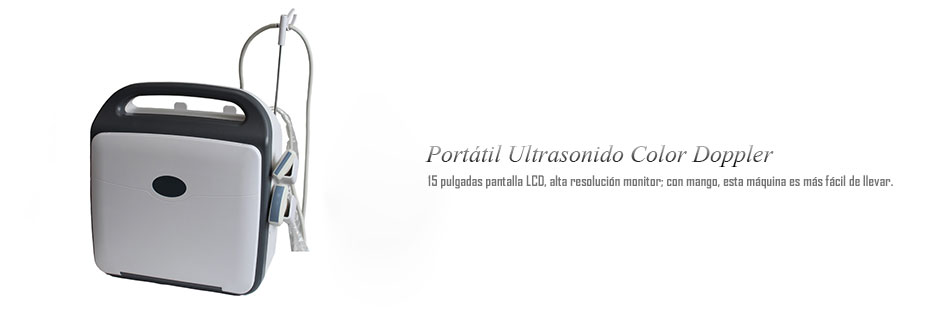 Portátil Ultrasonido Color Doppler
15 pulgadas pantalla LCD, alta resolución monitor; con mango, esta máquina es más fácil de llevar.